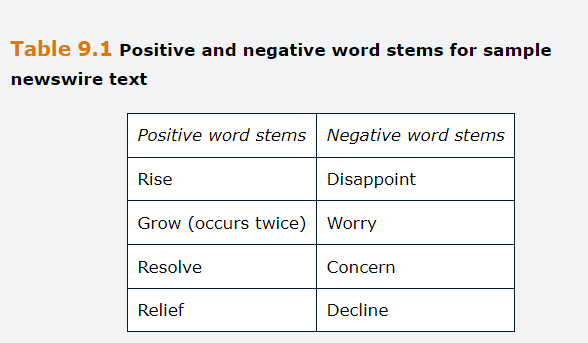 Table 9.1 Positive and negative word stems for sample
newswire text
Positive word stems Negative word stems
Rise Disappoint
Grow (occurs twice) Worry
Resolve Concern
Relief Decline